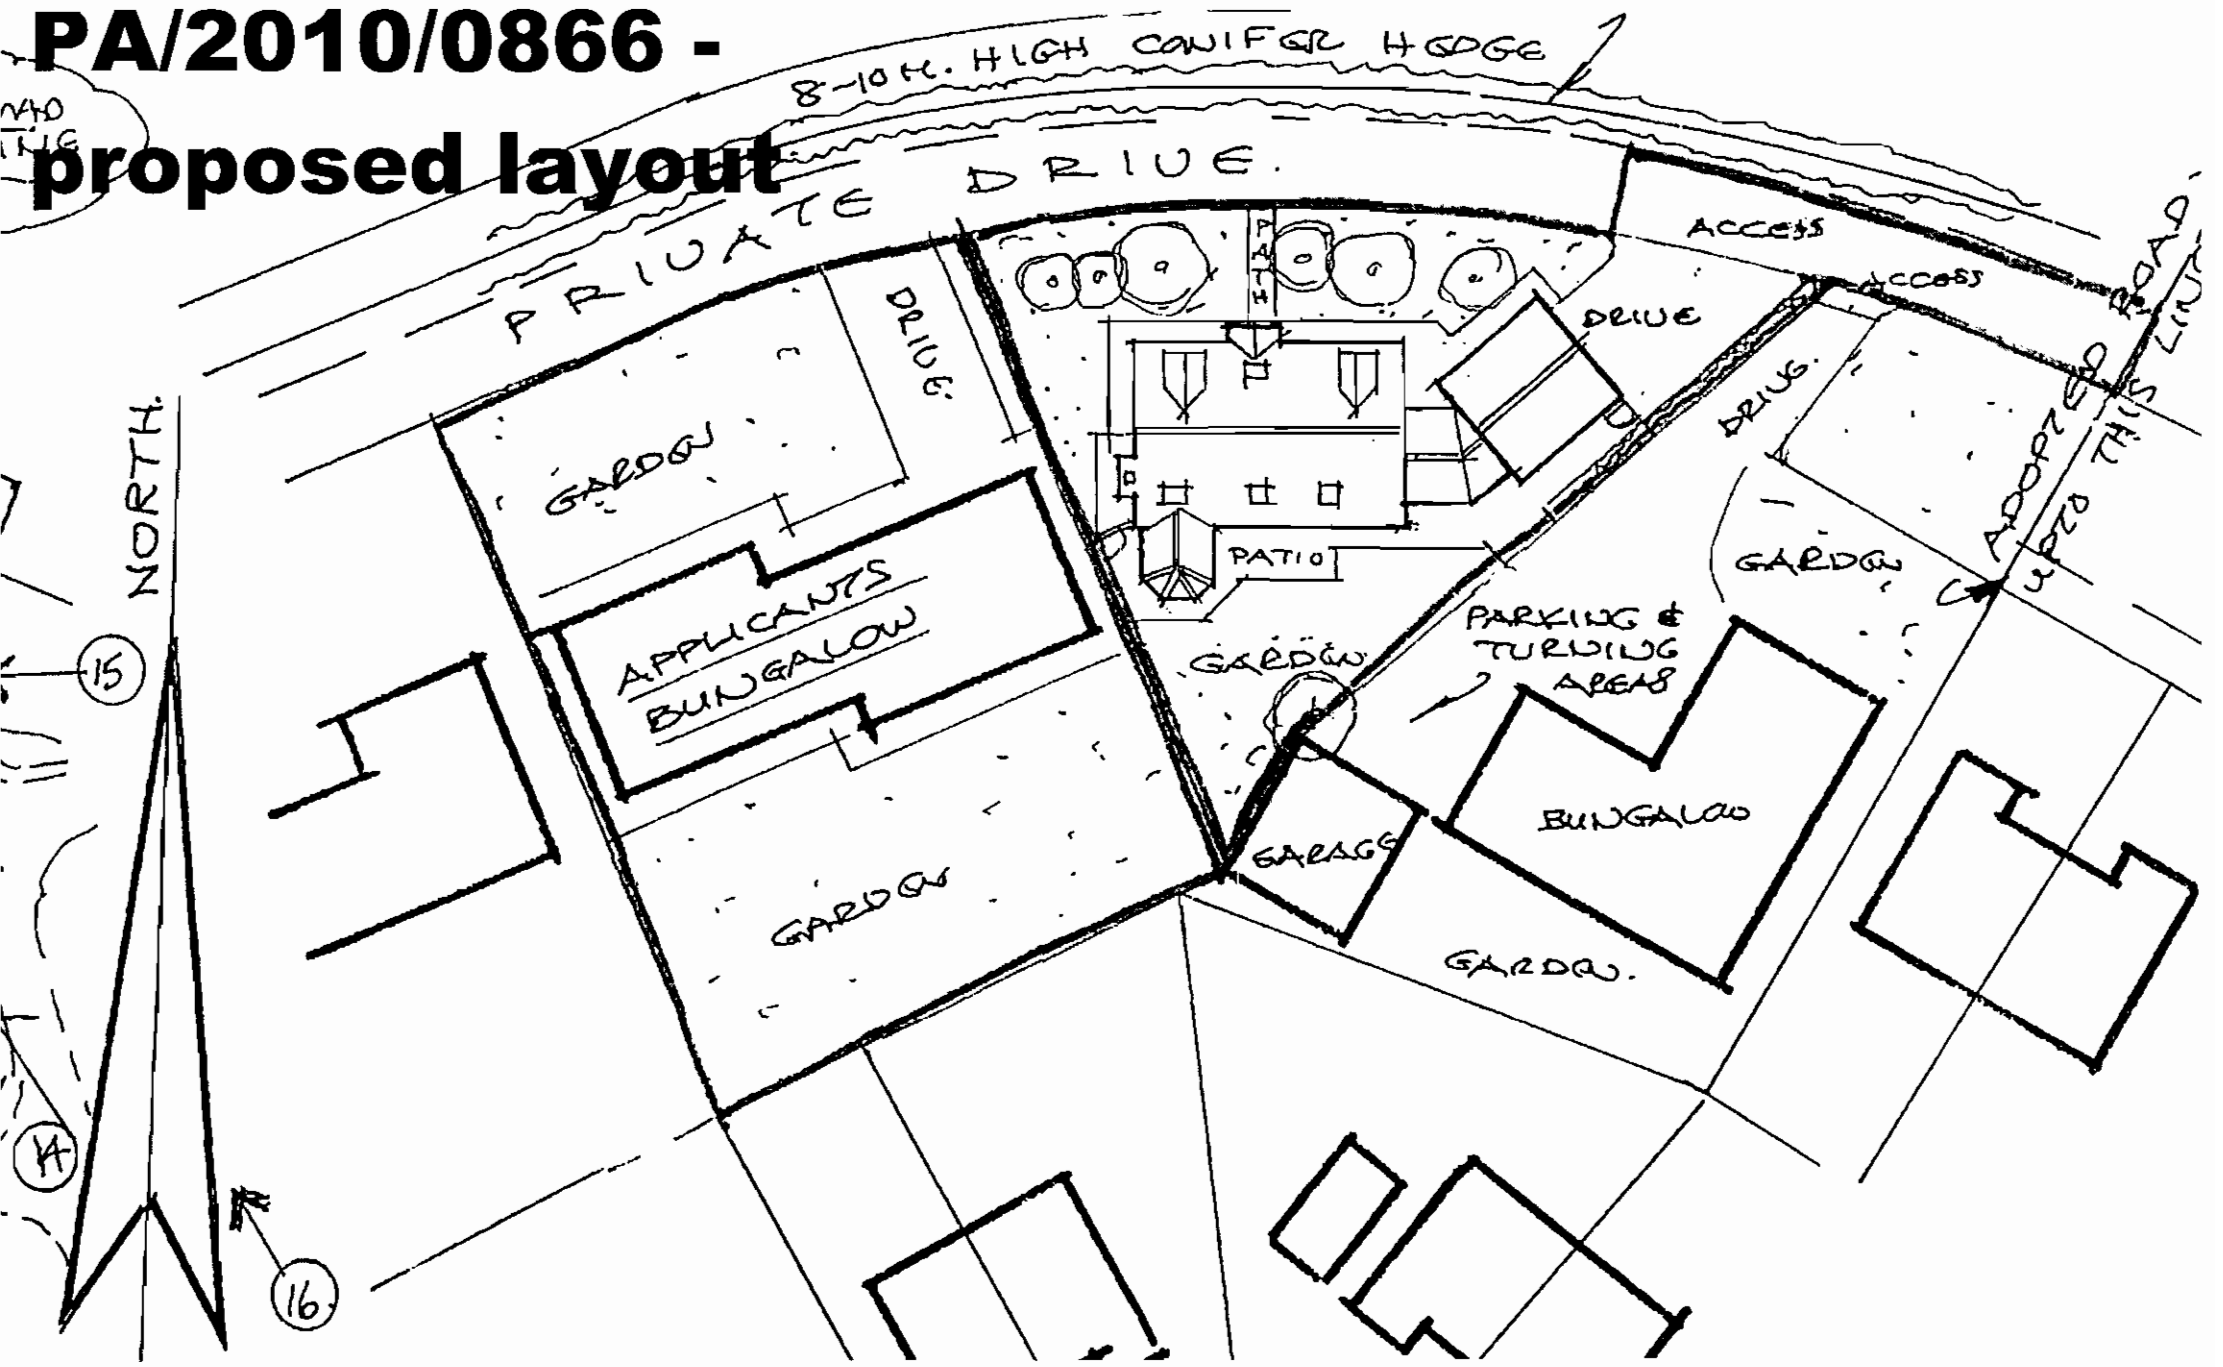 PA/2010/0866 -
proposed layout
8-10 M. HIGH CONIFER HEDGE
PRIVATE DRIVE.
PATH
ACCESS
ACCESS
ROAD
LINE
DRIVE.
DRIVE
DRIVE.
ADOPTED
UPTO THIS
GARDEN
NORTH.
PATIO
GARDEN
APPLICANTS
BUNGALOW
PARKING &
TURNING
AREAS
GARDEN
15
BUNGALOW
GARAGE
GARDEN
GARDEN.
14
16